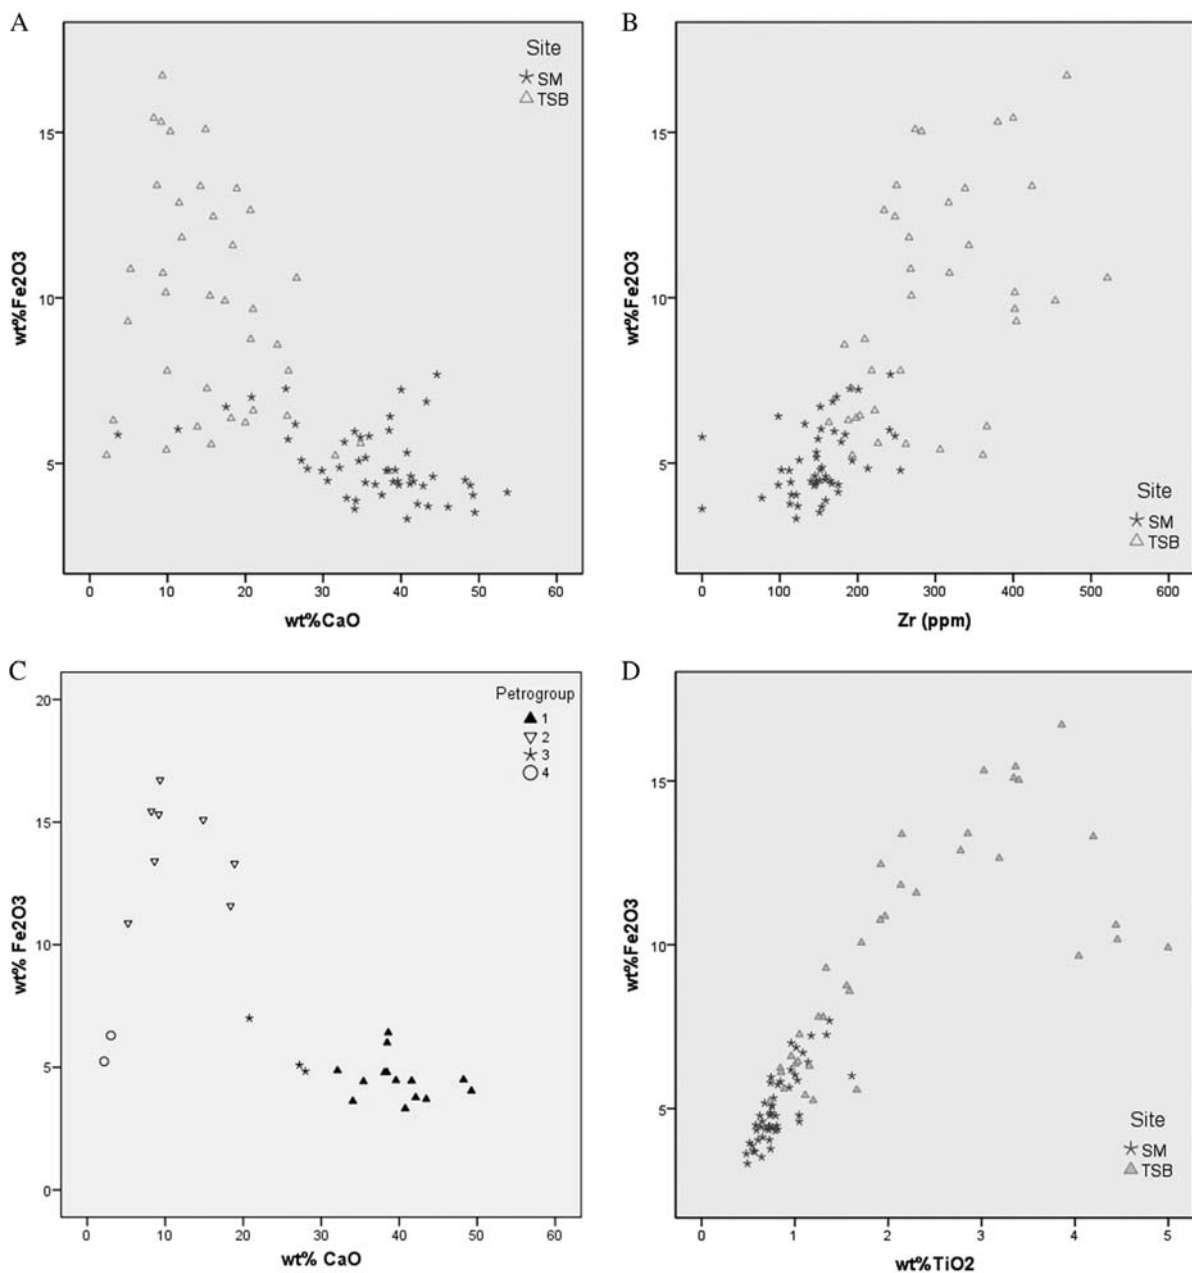 A
Site
SM
TSB
15
10
5
wt%Fe2O3
0 10 20 30 40 50 60
wt%CaO
B
Site
SM
TSB
15
10
5
wt%Fe2O3
0 100 200 300 400 500 600
Zr (ppm)
C
Petrogroup
1
2
3
4
20
15
10
5
0
wt% Fe2O3
0 10 20 30 40 50 60
wt% CaO
D
Site
SM
TSB
15
10
5
wt%Fe2O3
0 1 2 3 4 5
wt%TiO2